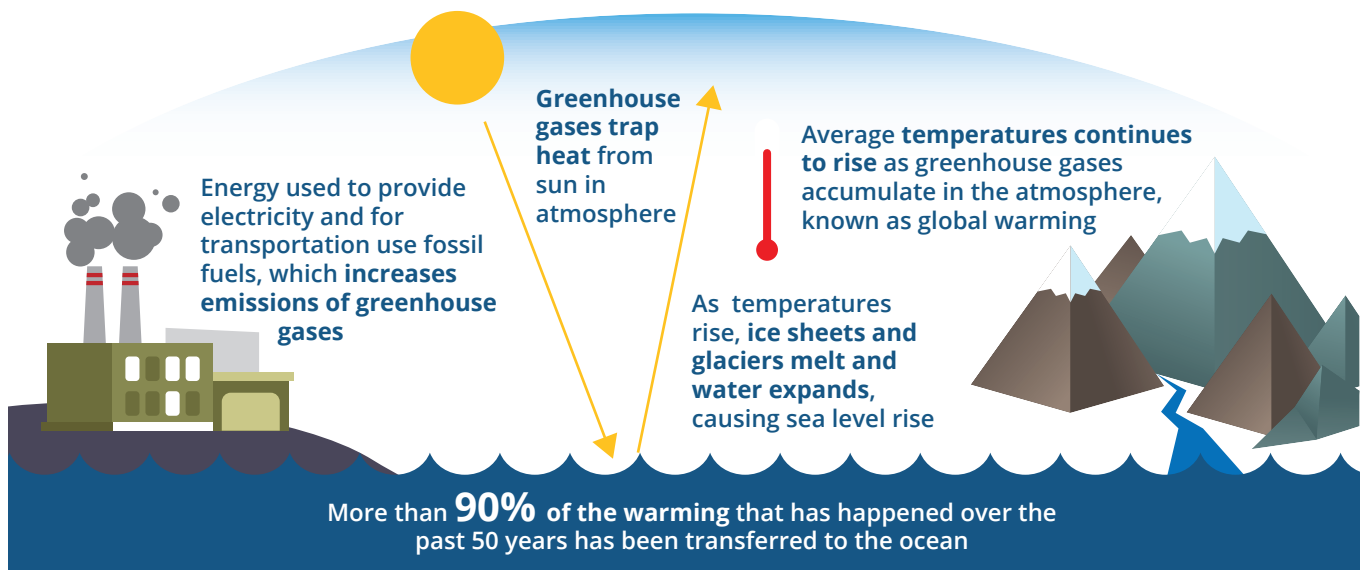 Energy used to provide
electricity and for
transportation use fossil
fuels, which increases
emissions of greenhouse
gases
Greenhouse
gases trap
heat from
sun in
atmosphere
Average temperatures continues
to rise as greenhouse gases
accumulate in the atmosphere,
known as global warming
As temperatures
rise, ice sheets and
glaciers melt and
water expands,
causing sea level rise
More than 90% of the warming that has happened over the
past 50 years has been transferred to the ocean